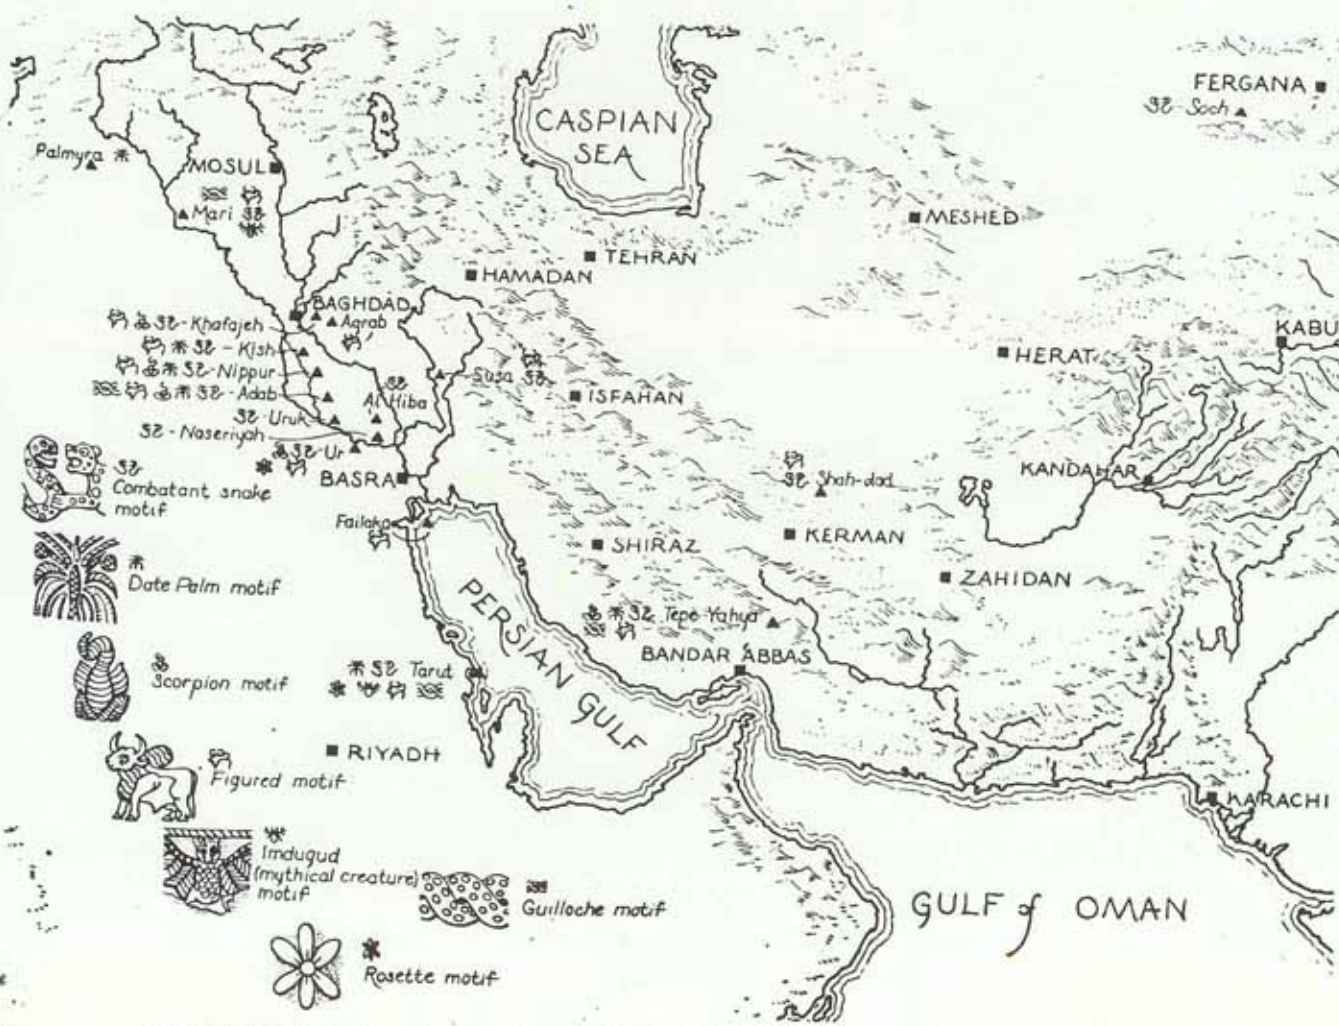 CASPIAN
SEA
FERGANA
Soch
Palmyra
MOSUL
Mari
MESHED
TEHRAN
HAMADAN
BAGHDAD
Khafajeh
Aqrab
Kish
Nippur
Adab
Uruk
Naseriyah
Al Hiba
Ur
Susa
ISFAHAN
HERAT
KABU
KANDAHAR
BASRA
Shah-dad
KERMAN
Failaka
SHIRAZ
ZAHIDAN
Combatant snake
motif
Date Palm motif
Scorpion motif
Figured motif
Imdugud
(mythical creature)
motif
Guilloche motif
Rosette motif
PERSIAN GULF
Tepe Yahya
BANDAR ABBAS
Tarut
RIYADH
KARACHI
GULF of OMAN